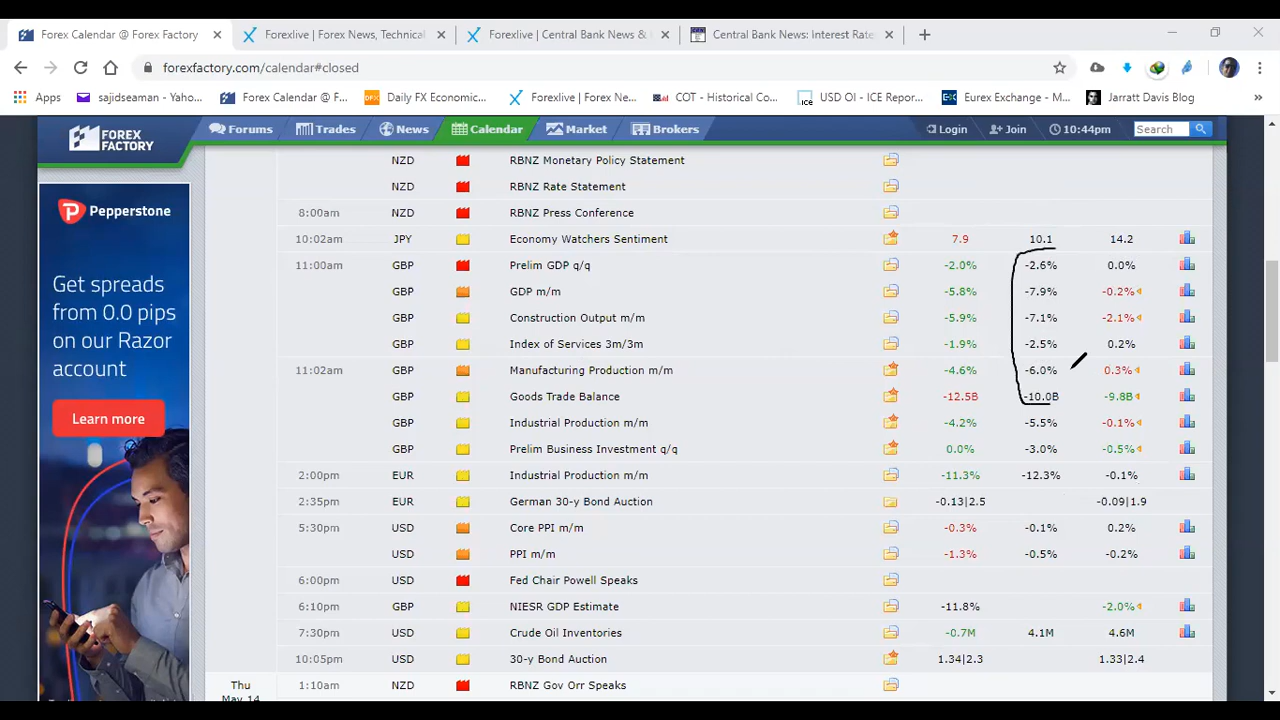 Forex Calendar @ Forex Factory
Forexlive | Forex News, Technical
Forexlive | Central Bank News &
Central Bank News: Interest Rate
forexfactory.com/calendar#closed
Apps
sajidseaman - Yahoo...
Forex Calendar @ F...
DFX Daily FX Economic...
Forexlive | Forex Ne...
COT - Historical Co...
ICE USD OI - ICE Repor...
Eurex Exchange - M...
Jarratt Davis Blog
FOREX FACTORY
Forums Trades News Calendar Market Brokers Login Join 10:44pm Search
NZD RBNZ Monetary Policy Statement
NZD RBNZ Rate Statement
8:00am NZD RBNZ Press Conference
10:02am JPY Economy Watchers Sentiment 7.9 10.1 14.2
11:00am GBP Prelim GDP q/q -2.0% -2.6% 0.0%
GBP GDP m/m -5.8% -7.9% -0.2%
GBP Construction Output m/m -5.9% -7.1% -2.1%
GBP Index of Services 3m/3m -1.9% -2.5% 0.2%
11:02am GBP Manufacturing Production m/m -4.6% -6.0% 0.3%
GBP Goods Trade Balance -12.5B -10.0B -9.8B
GBP Industrial Production m/m -4.2% -5.5% -0.1%
GBP Prelim Business Investment q/q 0.0% -3.0% -0.5%
2:00pm EUR Industrial Production m/m -11.3% -12.3% -0.1%
2:35pm EUR German 30-y Bond Auction -0.13|2.5 -0.09|1.9
5:30pm USD Core PPI m/m -0.3% -0.1% 0.2%
USD PPI m/m -1.3% -0.5% -0.2%
6:00pm USD Fed Chair Powell Speaks
6:10pm GBP NIESR GDP Estimate -11.8% -2.0%
7:30pm USD Crude Oil Inventories -0.7M 4.1M 4.6M
10:05pm USD 30-y Bond Auction 1.34|2.3 1.33|2.4
Thu 1:10am NZD RBNZ Gov Orr Speaks
May 14
Pepperstone
Get spreads
from 0.0 pips
on our Razor
account
Learn more